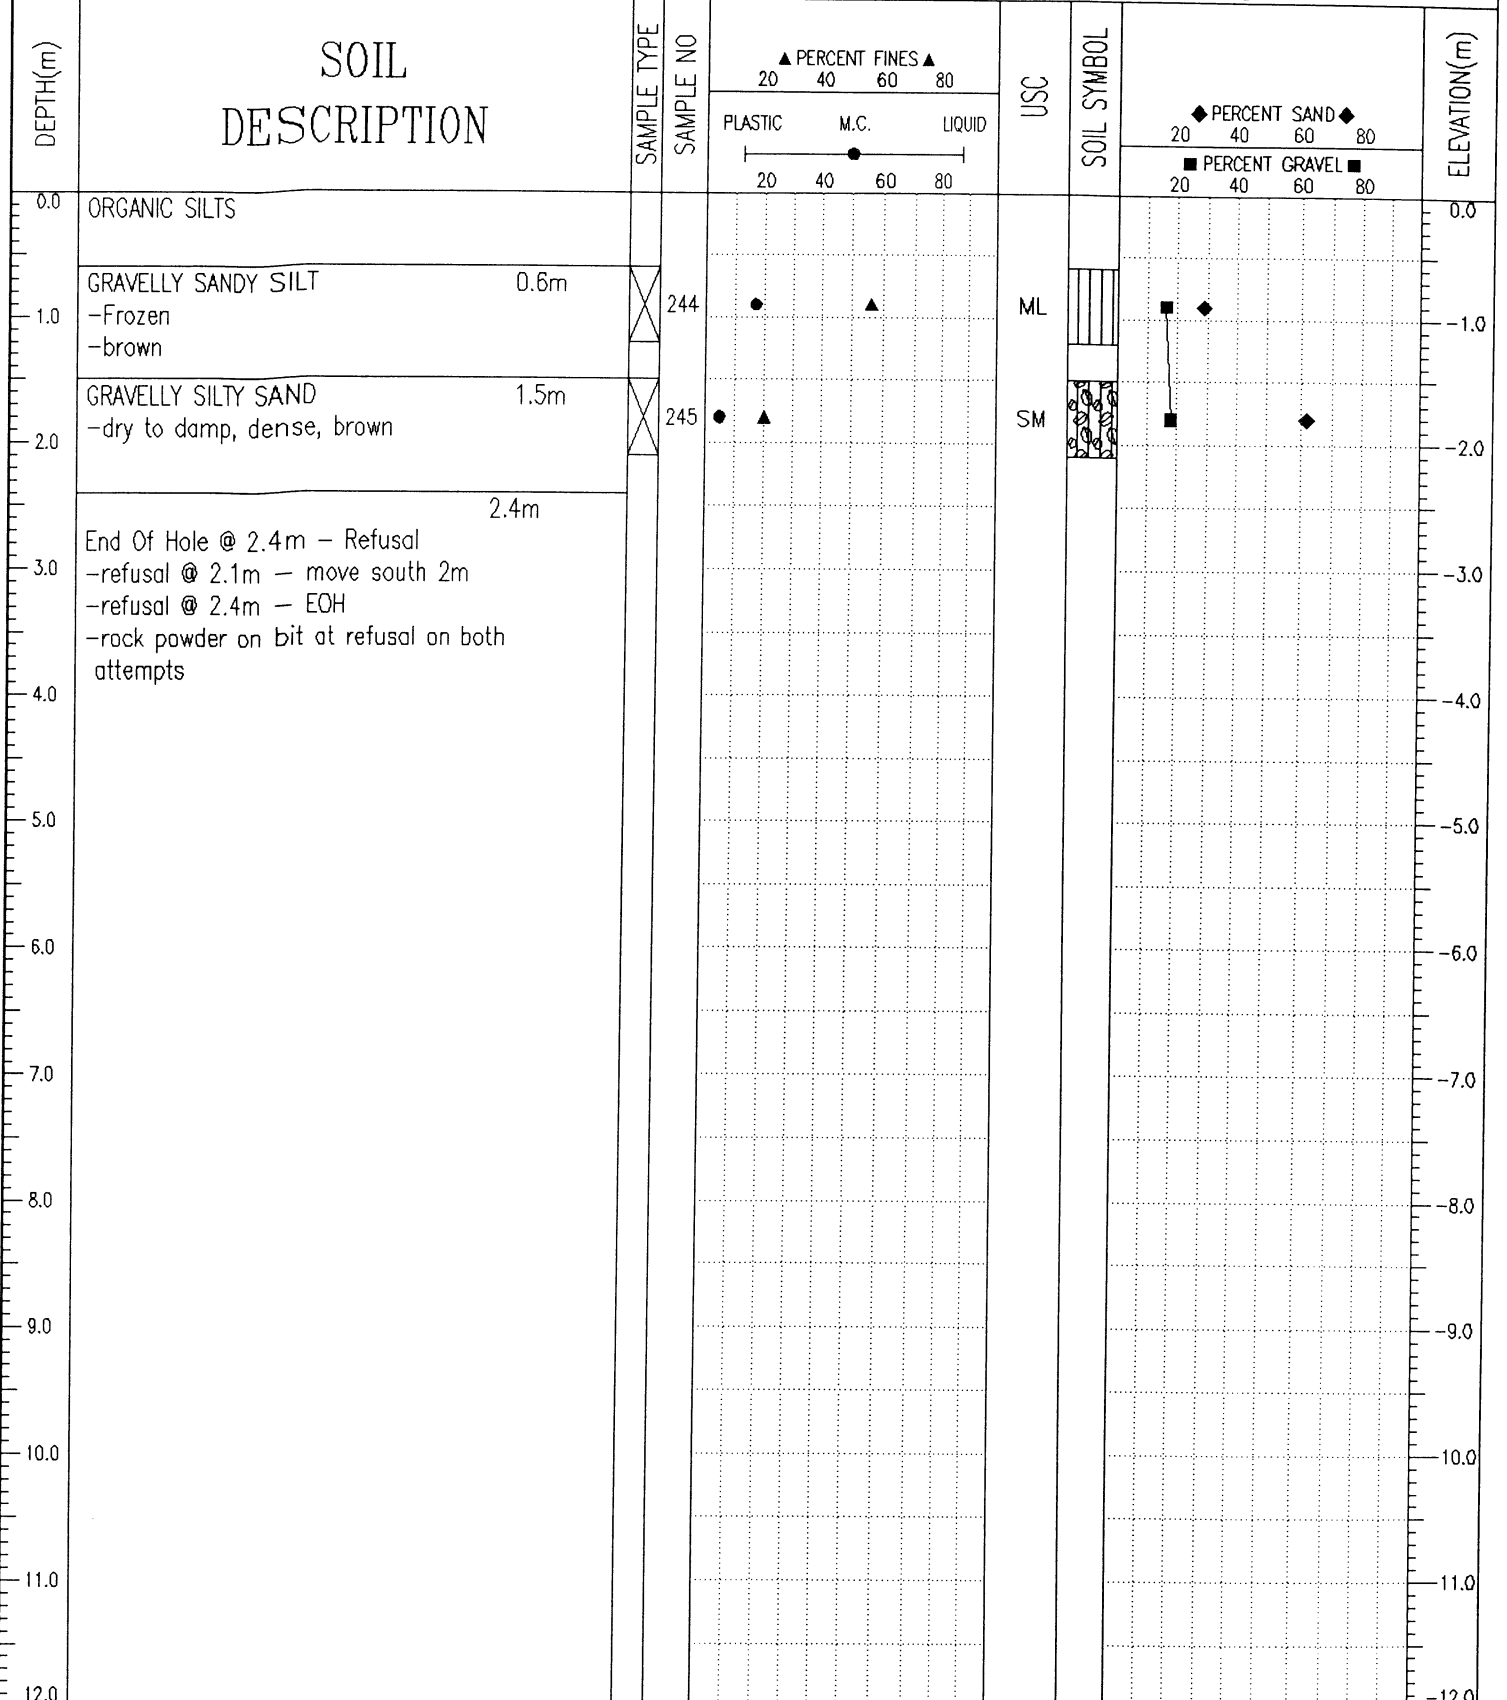 DEPTH(m)
SOIL
DESCRIPTION
SAMPLE TYPE
SAMPLE NO
▲ PERCENT FINES ▲
20 40 60 80
PLASTIC M.C. LIQUID
20 40 60 80
USC
SOIL SYMBOL
◆ PERCENT SAND ◆
20 40 60 80
■ PERCENT GRAVEL ■
20 40 60 80
ELEVATION(m)
0.0
ORGANIC SILTS
0.0
GRAVELLY SANDY SILT 0.6m
-Frozen
-brown
244
ML
1.0
-1.0
GRAVELLY SILTY SAND 1.5m
-dry to damp, dense, brown
245
SM
2.0
-2.0
2.4m
End Of Hole @ 2.4m - Refusal
-refusal @ 2.1m - move south 2m
-refusal @ 2.4m - EOH
-rock powder on bit at refusal on both
attempts
3.0
-3.0
4.0
-4.0
5.0
-5.0
6.0
-6.0
7.0
-7.0
8.0
-8.0
9.0
-9.0
10.0
-10.0
11.0
-11.0
12.0
-12.0